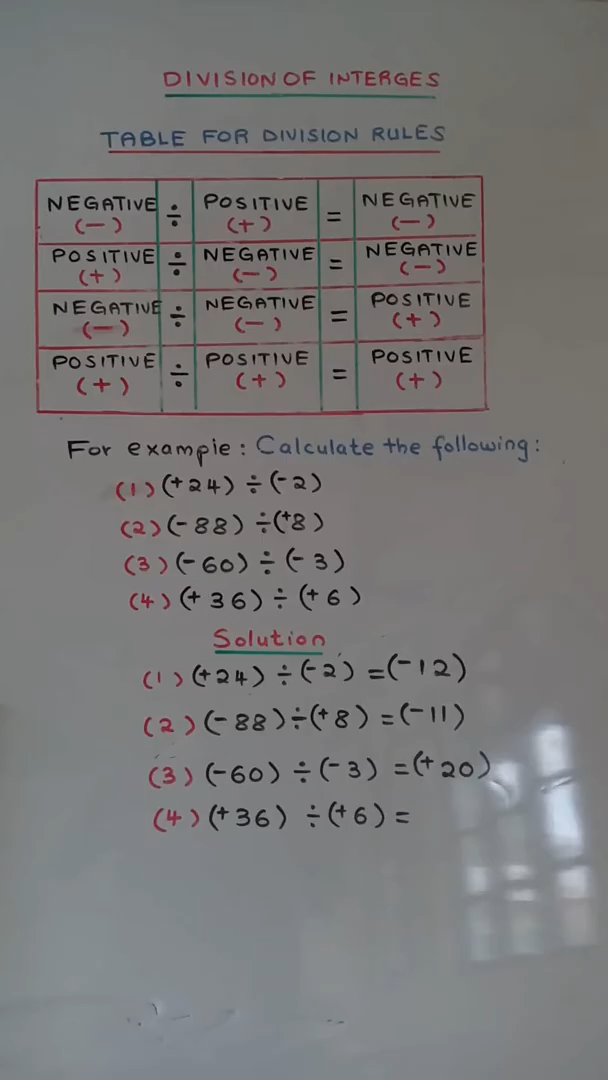 DIVISION OF INTERGES
TABLE FOR DIVISION RULES
NEGATIVE (-) ÷ POSITIVE (+) = NEGATIVE (-)
POSITIVE (+) ÷ NEGATIVE (-) = NEGATIVE (-)
NEGATIVE (-) ÷ NEGATIVE (-) = POSITIVE (+)
POSITIVE (+) ÷ POSITIVE (+) = POSITIVE (+)
For example: Calculate the following:
(1) (+24) ÷ (-2)
(2) (-88) ÷ (+8)
(3) (-60) ÷ (-3)
(4) (+36) ÷ (+6)
Solution
(1) (+24) ÷ (-2) = (-12)
(2) (-88) ÷ (+8) = (-11)
(3) (-60) ÷ (-3) = (+20)
(4) (+36) ÷ (+6) =